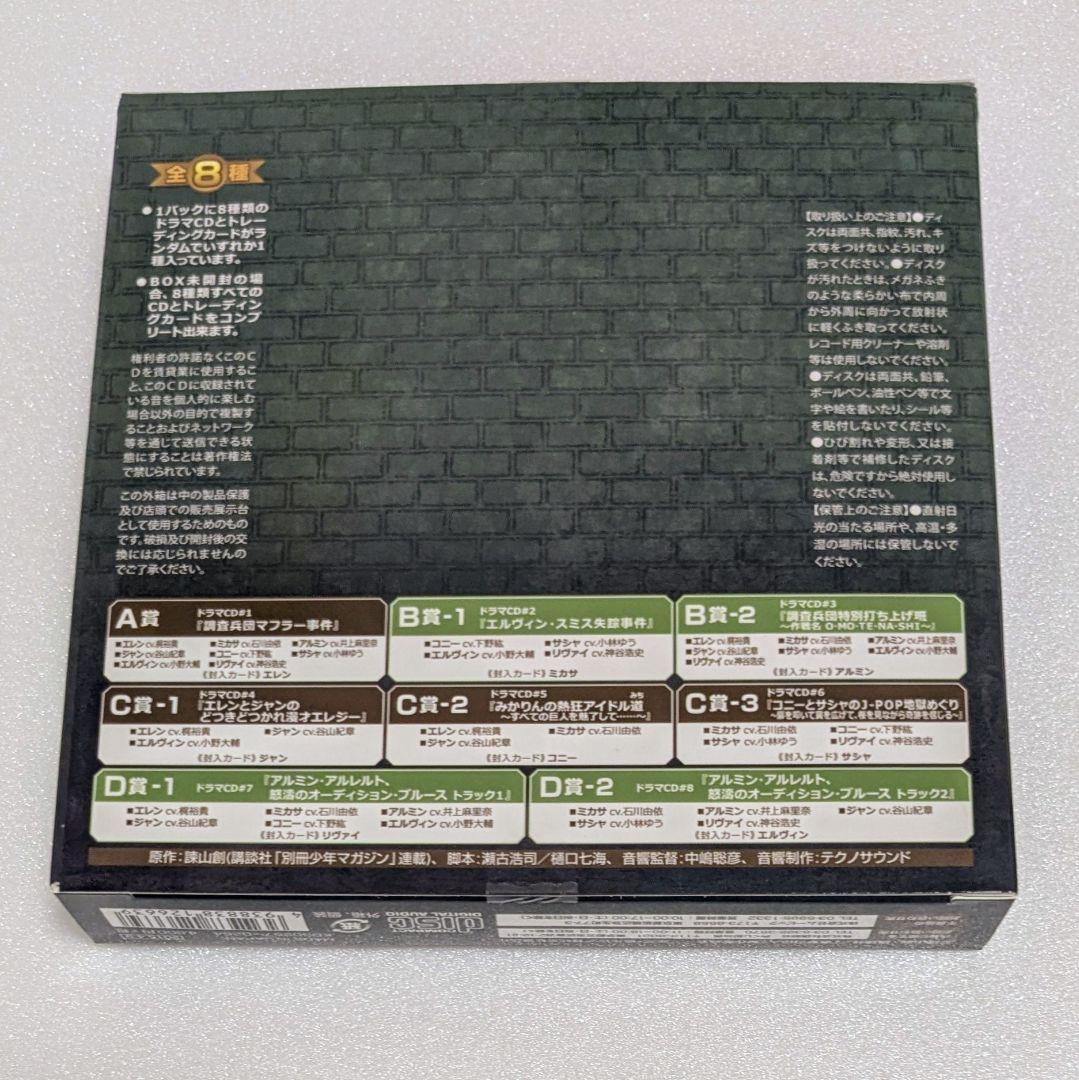 全8種
●1パックに8種類の
ドラマCDとトレー
ディングカードがラ
ンダムでいずれか1
種入っています。
●BOX未開封の場
合、8種類すべての
CDとトレーディン
グカードをコンプ
リート出来ます。
権利者の許諾なくこのC
Dを賃貸業に使用するこ
と、このCDに収録されて
いる音を個人的に楽しむ
場合以外の目的で複製す
ることおよびネットワーク
等を通じて送信できる状
態にすることは著作権法
で禁じられています。
この外箱は中の製品保護
及び店頭での販売展示台
として使用するためのもの
です。破損及び開封後の交
換には応じられませんの
でご了承ください。
【取り扱い上のご注意】●ディ
スクは両面共、指紋、汚れ、キ
ズ等をつけないように取り
扱ってください。●ディスク
が汚れたときは、メガネふき
のような柔らかい布で内周
から外周に向かって放射状
に軽くふき取ってください。
レコード用クリーナーや溶剤
等は使用しないでください。
●ディスクは両面共、鉛筆、
ボールペン、油性ペン等で文
字や絵を書いたり、シール等
を貼付しないでください。
●ひび割れや変形、又は接
着剤等で補修したディスク
は、危険ですから絶対使用し
ないでください。
【保管上のご注意】●直射日
光の当たる場所や、高温・多
湿の場所には保管しないで
ください。
A賞 ドラマCD#1
『調査兵団マフラー事件』
■エレン cv.梶裕貴 ■ミカサ cv.石川由依 ■アルミン cv.井上麻里奈
■ジャン cv.谷山紀章 ■コニー cv.下野紘 ■サシャ cv.小林ゆう
■エルヴィン cv.小野大輔 ■リヴァイ cv.神谷浩史
《封入カード》エレン
B賞-1 ドラマCD#2
『エルヴィン・スミス失踪事件』
■コニー cv.下野紘 ■サシャ cv.小林ゆう
■エルヴィン cv.小野大輔 ■リヴァイ cv.神谷浩史
《封入カード》ミカサ
B賞-2 ドラマCD#3
『調査兵団特別打ち上げ班
～作戦名 O・MO・TE・NA・SHI～』
■エレン cv.梶裕貴 ■ミカサ cv.石川由依 ■アルミン cv.井上麻里奈
■ジャン cv.谷山紀章 ■サシャ cv.小林ゆう ■エルヴィン cv.小野大輔
■リヴァイ cv.神谷浩史
《封入カード》アルミン
C賞-1 ドラマCD#4
『エレンとジャンの
どつきどつかれ漫才エレジー』
■エレン cv.梶裕貴 ■ジャン cv.谷山紀章
■エルヴィン cv.小野大輔
《封入カード》ジャン
C賞-2 ドラマCD#5
『みかりんの熱狂アイドル道
みち
～すべての巨人を魅了して……～』
■エレン cv.梶裕貴 ■ミカサ cv.石川由依
■ジャン cv.谷山紀章
《封入カード》コニー
C賞-3 ドラマCD#6
『コニーとサシャのJ-POP地獄めぐり
～扉を叩いて翼を広げて、桜を見ながら奇跡を信じる～』
■ミカサ cv.石川由依 ■コニー cv.下野紘
■サシャ cv.小林ゆう ■リヴァイ cv.神谷浩史
《封入カード》サシャ
D賞-1 ドラマCD#7 『アルミン・アルレルト、
怒濤のオーディション・ブルース トラック1』
■エレン cv.梶裕貴 ■ミカサ cv.石川由依 ■アルミン cv.井上麻里奈
■ジャン cv.谷山紀章 ■コニー cv.下野紘 ■エルヴィン cv.小野大輔
《封入カード》リヴァイ
D賞-2 ドラマCD#8 『アルミン・アルレルト、
怒濤のオーディション・ブルース トラック2』
■ミカサ cv.石川由依 ■アルミン cv.井上麻里奈 ■ジャン cv.谷山紀章
■サシャ cv.小林ゆう ■リヴァイ cv.神谷浩史
《封入カード》エルヴィン
原作:諫山創(講談社「別冊少年マガジン」連載)、脚本:瀬古浩司／樋口七海、音響監督:中嶋聡彦、音響制作:テクノサウンド
disc
DIGITAL AUDIO
紙
外箱、個装